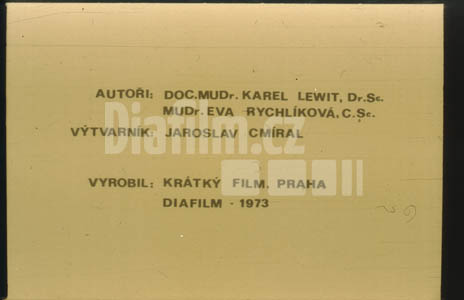 AUTOŘI: DOC.MUDr. KAREL LEWIT, Dr.Sc.
MUDr. EVA RYCHLÍKOVÁ, C.Sc.
Diafilm.cz
VÝTVARNÍK: JAROSLAV CMÍRAL
VYROBIL: KRÁTKÝ FILM, PRAHA
DIAFILM - 1973